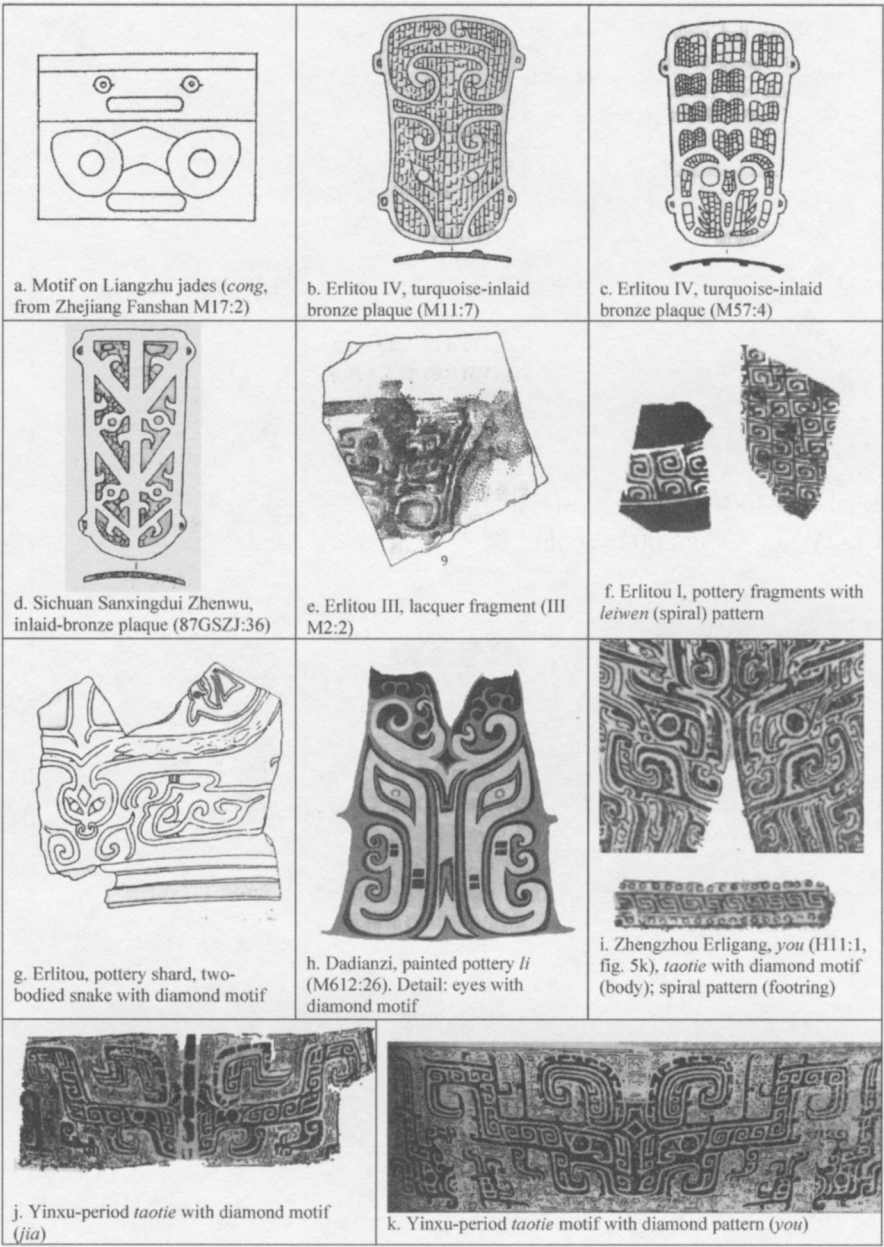 a. Motif on Liangzhu jades (cong,
from Zhejiang Fanshan M17:2)
b. Erlitou IV, turquoise-inlaid
bronze plaque (M11:7)
c. Erlitou IV, turquoise-inlaid
bronze plaque (M57:4)
d. Sichuan Sanxingdui Zhenwu,
inlaid-bronze plaque (87GSZJ:36)
9
e. Erlitou III, lacquer fragment (III
M2:2)
f. Erlitou I, pottery fragments with
leiwen (spiral) pattern
g. Erlitou, pottery shard, two-
bodied snake with diamond motif
h. Dadianzi, painted pottery li
(M612:26). Detail: eyes with
diamond motif
i. Zhengzhou Erligang, you (H11:1,
fig. 5k), taotie with diamond motif
(body); spiral pattern (footring)
j. Yinxu-period taotie with diamond motif
(jia)
k. Yinxu-period taotie motif with diamond pattern (you)